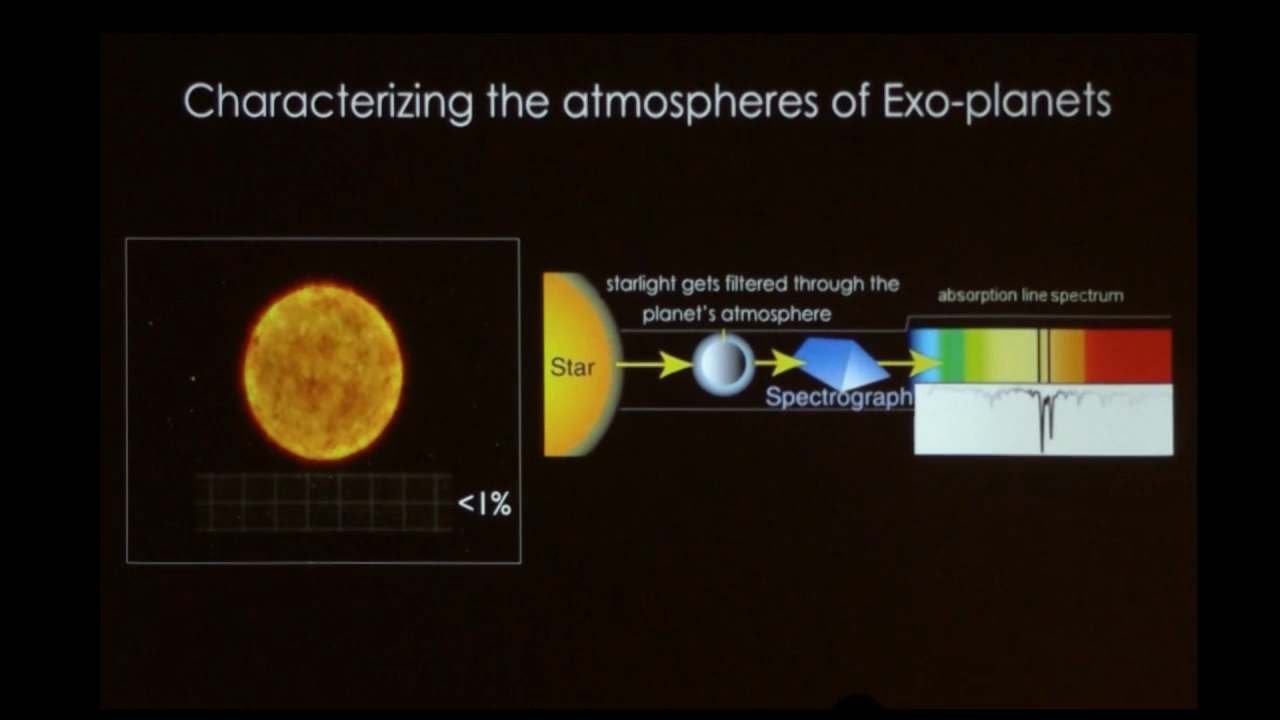 Characterizing the atmospheres of Exo-planets
starlight gets filtered through the
planet's atmosphere
absorption line spectrum
Star
Spectrograph
<1%